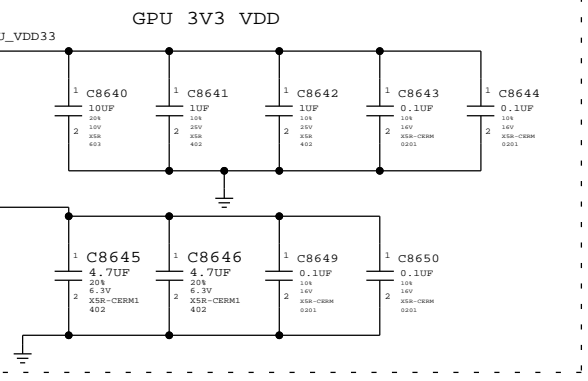 GPU 3V3 VDD
U_VDD33
1 C8640
10UF
20%
10V
X5R
603
2
1 C8641
1UF
10%
25V
X5R
402
2
1 C8642
1UF
10%
25V
X5R
402
2
1 C8643
0.1UF
10%
16V
X5R-CERM
0201
2
1 C8644
0.1UF
10%
16V
X5R-CERM
0201
2
1 C8645
4.7UF
20%
6.3V
X5R-CERM1
402
2
1 C8646
4.7UF
20%
6.3V
X5R-CERM1
402
2
1 C8649
0.1UF
10%
16V
X5R-CERM
0201
2
1 C8650
0.1UF
10%
16V
X5R-CERM
0201
2